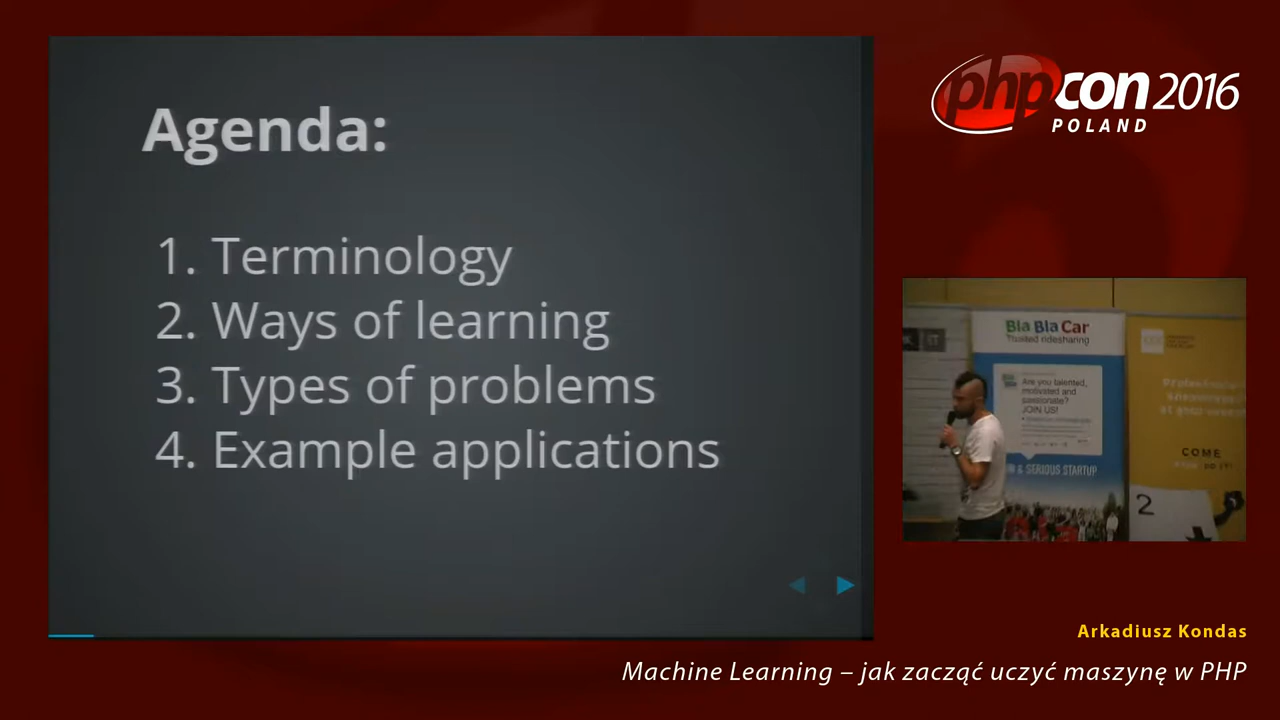 Agenda:
1. Terminology
2. Ways of learning
3. Types of problems
4. Example applications
phpcon 2016
POLAND
Bla Bla Car
Trusted ridesharing
Are you talented,
motivated and
passionate?
JOIN US!
& SERIOUS STARTUP
COME
2
Arkadiusz Kondas
Machine Learning – jak zacząć uczyć maszynę w PHP